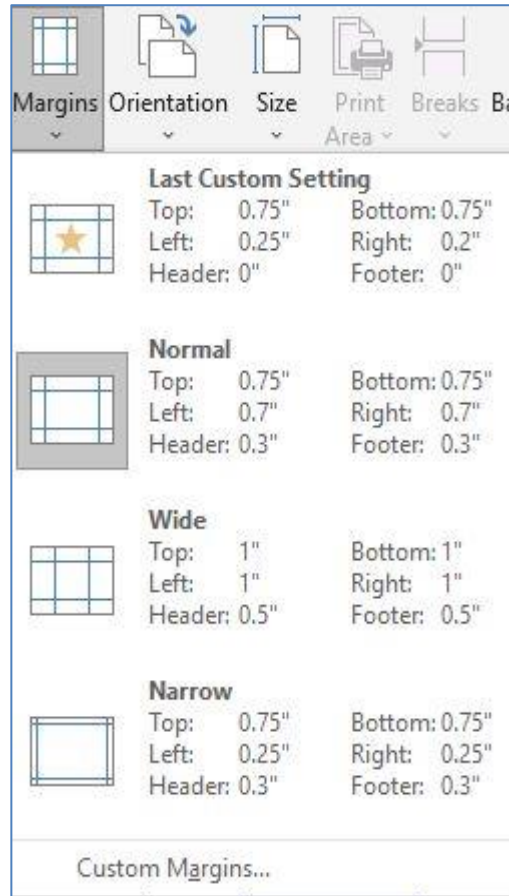 Margins Orientation Size Print Breaks Ba
Area
Last Custom Setting
Top: 0.75" Bottom: 0.75"
Left: 0.25" Right: 0.2"
Header: 0" Footer: 0"
Normal
Top: 0.75" Bottom: 0.75"
Left: 0.7" Right: 0.7"
Header: 0.3" Footer: 0.3"
Wide
Top: 1" Bottom: 1"
Left: 1" Right: 1"
Header: 0.5" Footer: 0.5"
Narrow
Top: 0.75" Bottom: 0.75"
Left: 0.25" Right: 0.25"
Header: 0.3" Footer: 0.3"
Custom Margins...